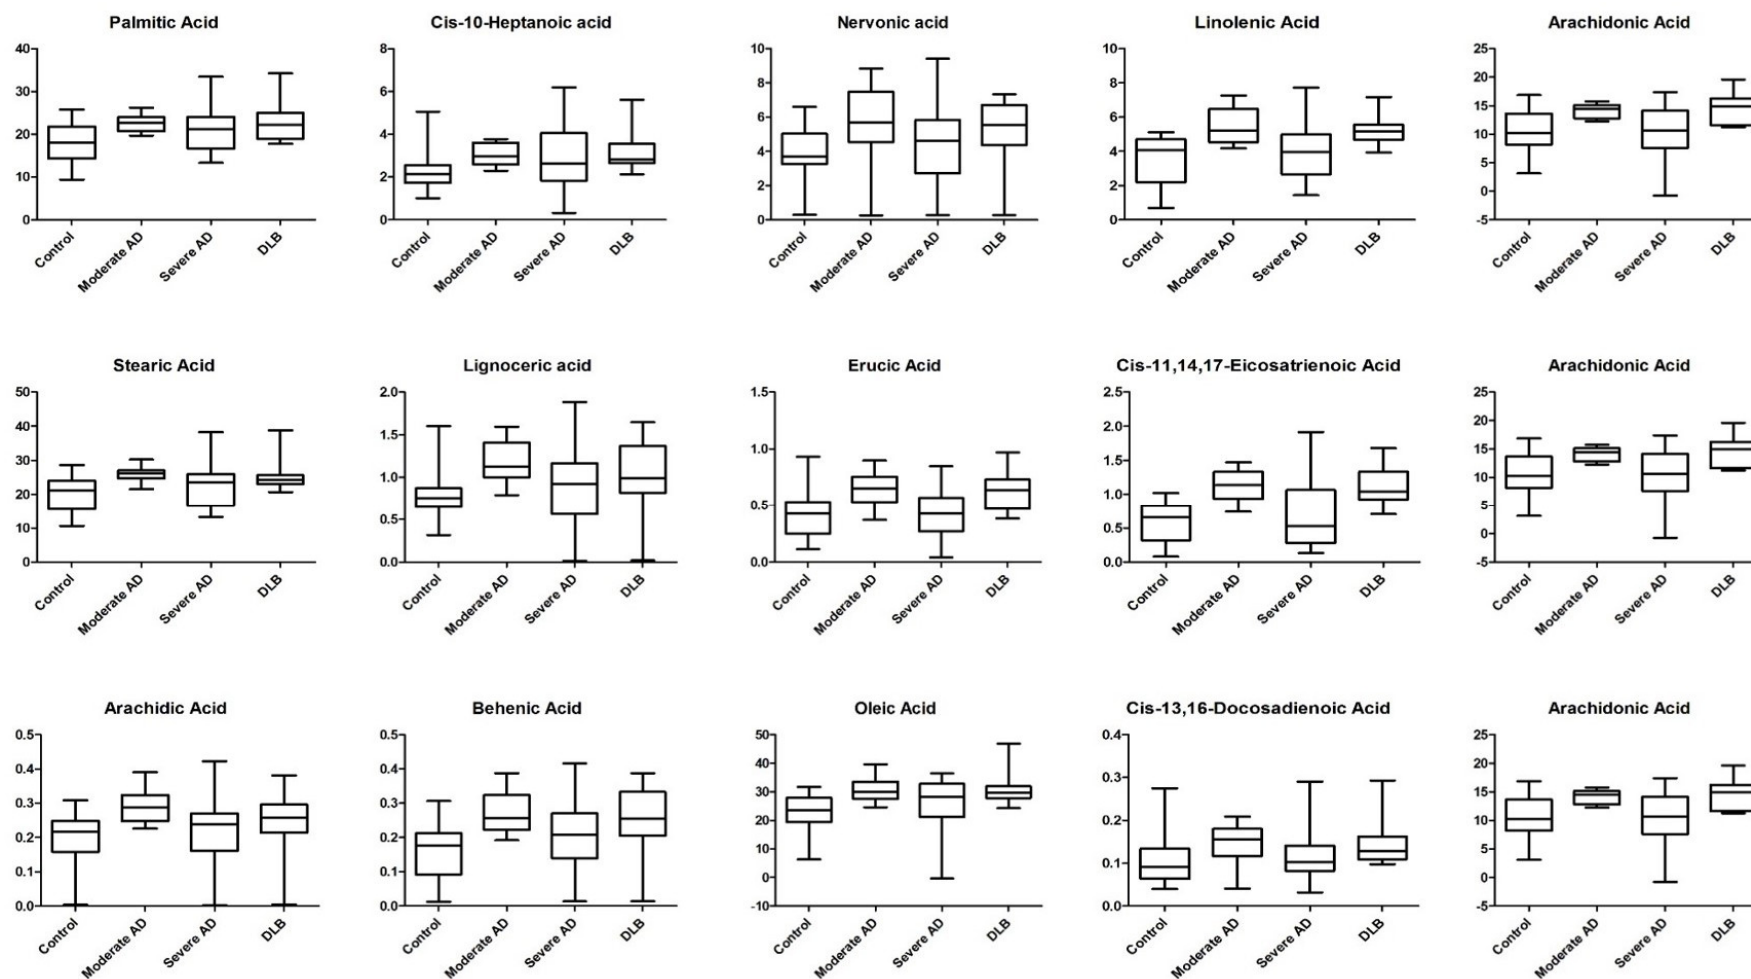 Palmitic Acid
40
30
20
10
0
Control
Moderate AD
Severe AD
DLB
Cis-10-Heptanoic acid
8
6
4
2
0
Control
Moderate AD
Severe AD
DLB
Nervonic acid
10
8
6
4
2
0
Control
Moderate AD
Severe AD
DLB
Linolenic Acid
10
8
6
4
2
0
Control
Moderate AD
Severe AD
DLB
Arachidonic Acid
25
20
15
10
5
0
-5
Control
Moderate AD
Severe AD
DLB
Stearic Acid
50
40
30
20
10
0
Control
Moderate AD
Severe AD
DLB
Lignoceric acid
2.0
1.5
1.0
0.5
0.0
Control
Moderate AD
Severe AD
DLB
Erucic Acid
1.5
1.0
0.5
0.0
Control
Moderate AD
Severe AD
DLB
Cis-11,14,17-Eicosatrienoic Acid
2.5
2.0
1.5
1.0
0.5
0.0
Control
Moderate AD
Severe AD
DLB
Arachidonic Acid
25
20
15
10
5
0
-5
Control
Moderate AD
Severe AD
DLB
Arachidic Acid
0.5
0.4
0.3
0.2
0.1
0.0
Control
Moderate AD
Severe AD
DLB
Behenic Acid
0.5
0.4
0.3
0.2
0.1
0.0
Control
Moderate AD
Severe AD
DLB
Oleic Acid
50
40
30
20
10
0
-10
Control
Moderate AD
Severe AD
DLB
Cis-13,16-Docosadienoic Acid
0.4
0.3
0.2
0.1
0.0
Control
Moderate AD
Severe AD
DLB
Arachidonic Acid
25
20
15
10
5
0
-5
Control
Moderate AD
Severe AD
DLB